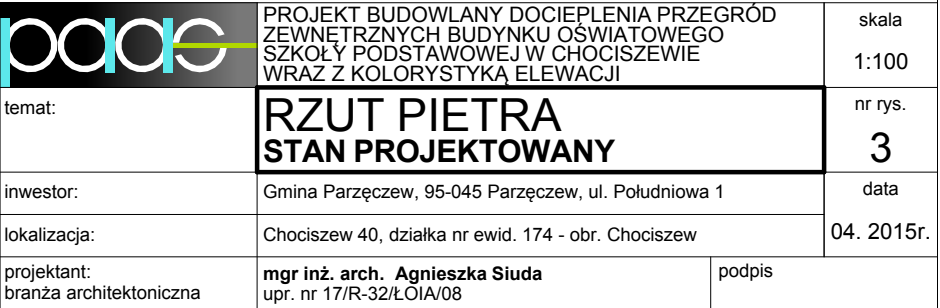 paas
PROJEKT BUDOWLANY DOCIEPLENIA PRZEGRÓD
ZEWNĘTRZNYCH BUDYNKU OŚWIATOWEGO
SZKOŁY PODSTAWOWEJ W CHOCISZEWIE
WRAZ Z KOLORYSTYKĄ ELEWACJI
skala
1:100
temat:
RZUT PIETRA
STAN PROJEKTOWANY
nr rys.
3
inwestor:
Gmina Parzęczew, 95-045 Parzęczew, ul. Południowa 1
data
04. 2015r.
lokalizacja:
Chociszew 40, działka nr ewid. 174 - obr. Chociszew
projektant:
branża architektoniczna
mgr inż. arch. Agnieszka Siuda
upr. nr 17/R-32/ŁOIA/08
podpis